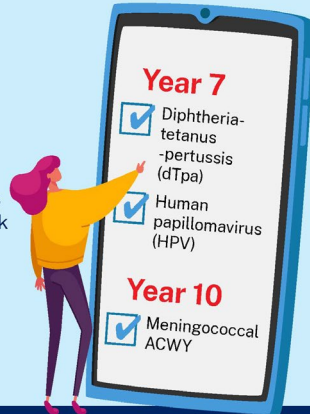 Year 7
Diphtheria-
tetanus
-pertussis
(dTpa)
Human
papillomavirus
(HPV)
Year 10
Meningococcal
ACWY